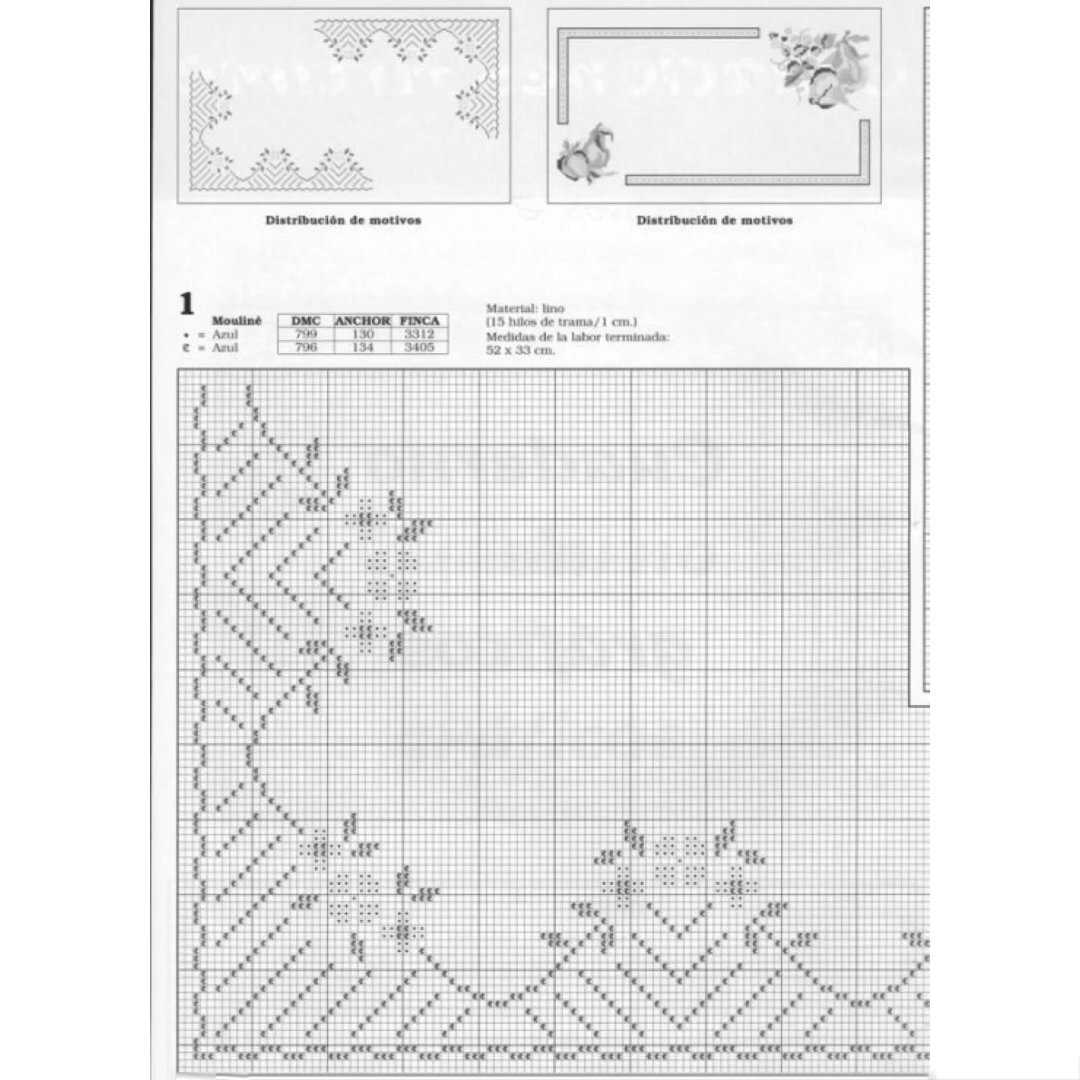 Distribución de motivos
Distribución de motivos
1
Moulinè DMC ANCHOR FINCA
• = Azul 799 130 3312
C = Azul 796 134 3405
Material: lino
(15 hilos de trama/1 cm.)
Medidas de la labor terminada:
52 x 33 cm.